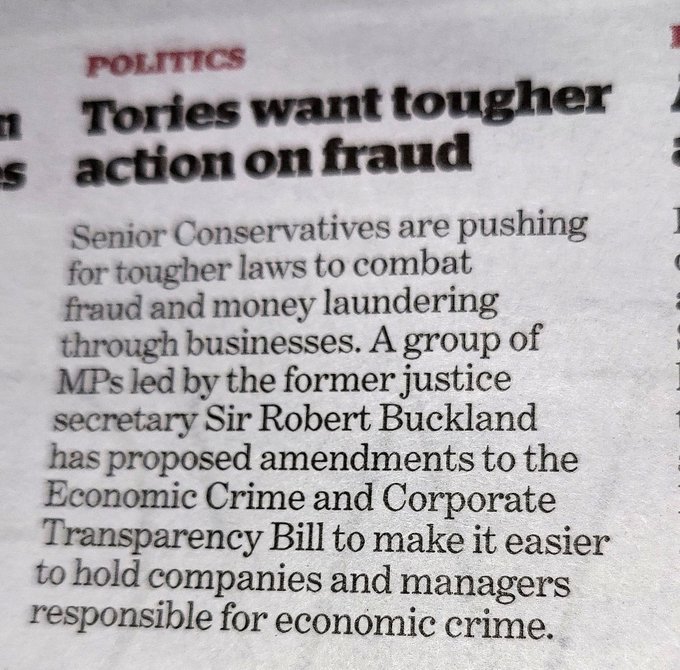 POLITICS
Tories want tougher
action on fraud
Senior Conservatives are pushing
for tougher laws to combat
fraud and money laundering
through businesses. A group of
MPs led by the former justice
secretary Sir Robert Buckland
has proposed amendments to the
Economic Crime and Corporate
Transparency Bill to make it easier
to hold companies and managers
responsible for economic crime.